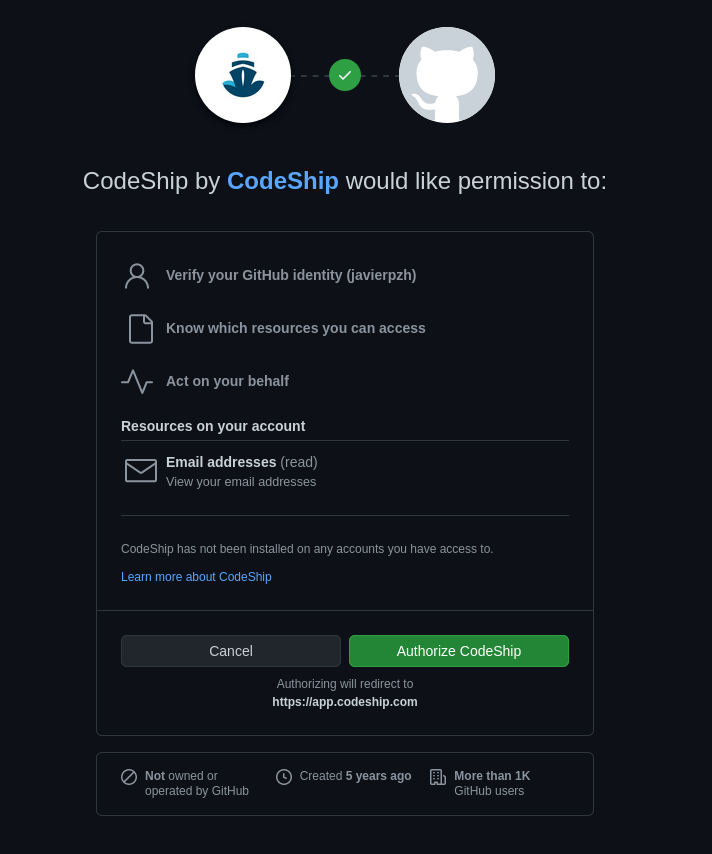 CodeShip by CodeShip would like permission to:
Verify your GitHub identity (javierpzh)
Know which resources you can access
Act on your behalf
Resources on your account
Email addresses (read)
View your email addresses
CodeShip has not been installed on any accounts you have access to.
Learn more about CodeShip
Cancel
Authorize CodeShip
Authorizing will redirect to
https://app.codeship.com
Not owned or
operated by GitHub
Created 5 years ago
More than 1K
GitHub users